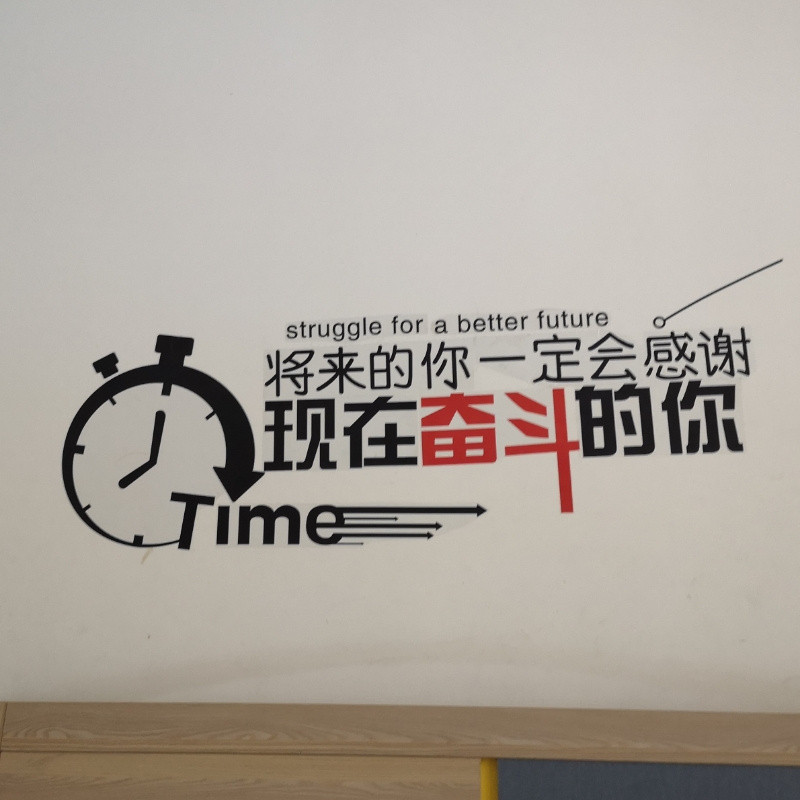 struggle for a better future
将来的你一定会感谢
现在奋斗的你
Time